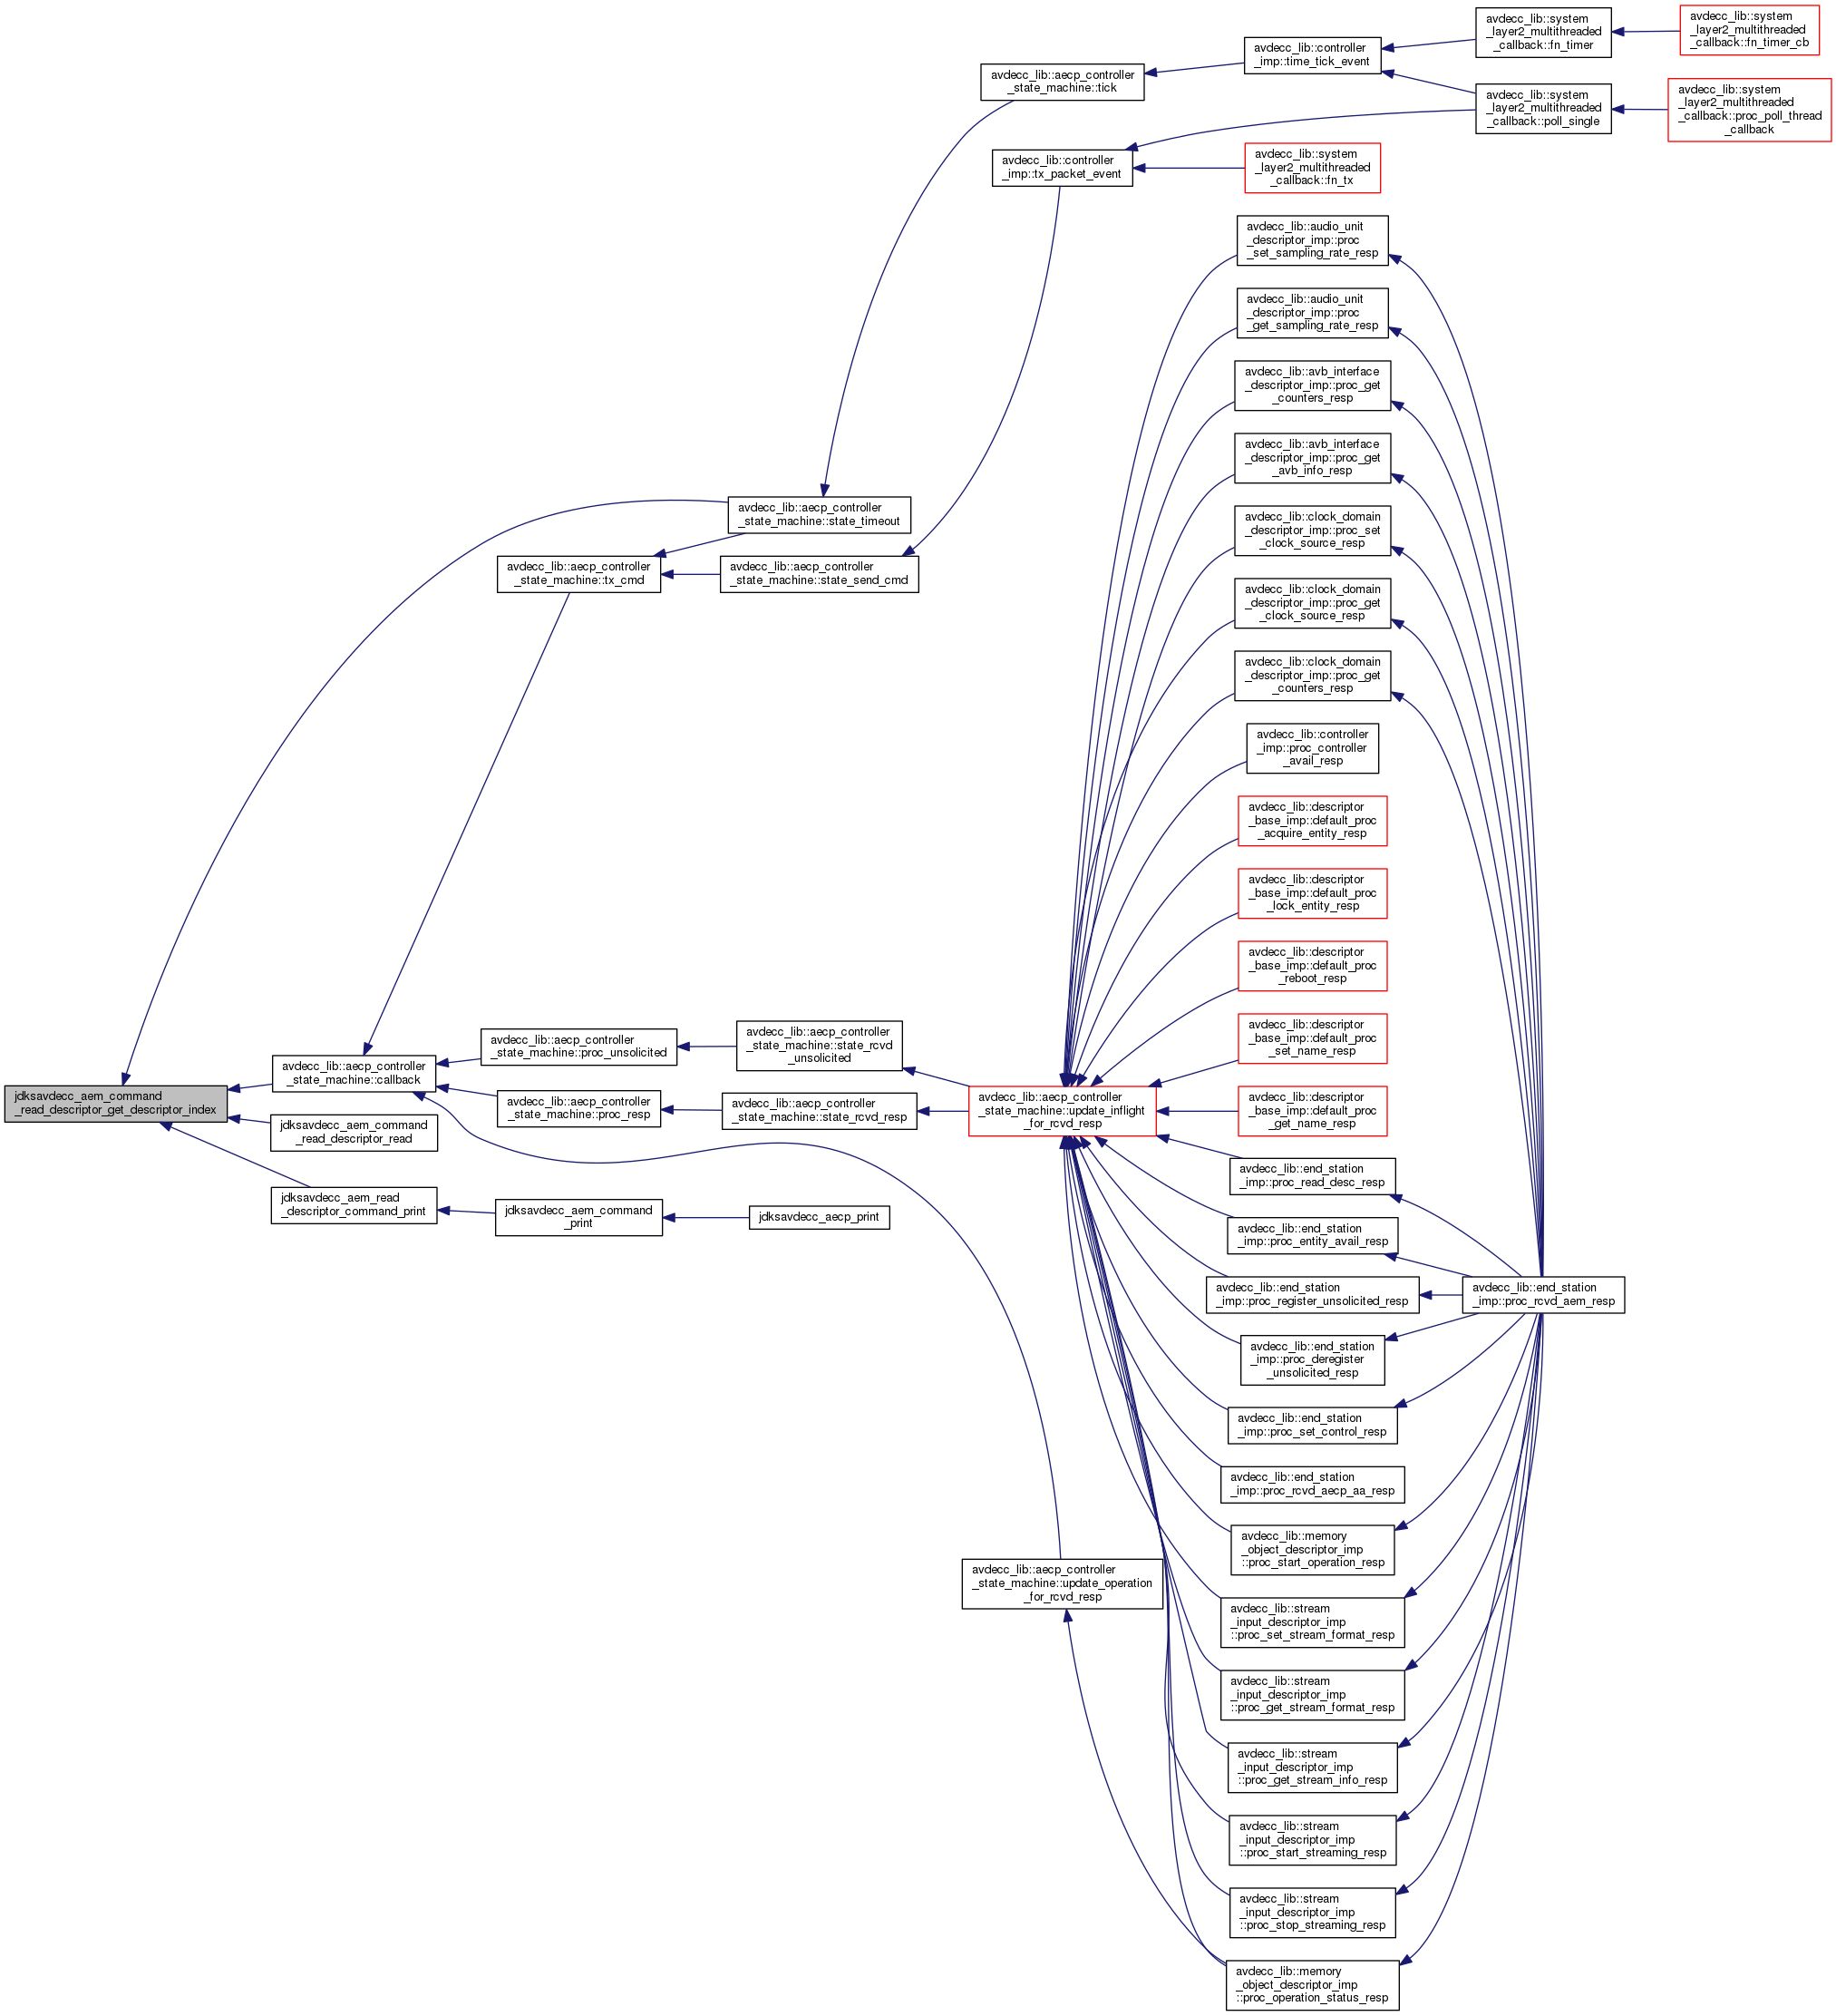 jdksavdecc_aem_command
_read_descriptor_get_descriptor_index
avdecc_lib::aecp_controller
_state_machine::callback
jdksavdecc_aem_command
_read_descriptor_read
jdksavdecc_aem_read
_descriptor_command_print
avdecc_lib::aecp_controller
_state_machine::tx_cmd
avdecc_lib::aecp_controller
_state_machine::proc_unsolicited
avdecc_lib::aecp_controller
_state_machine::proc_resp
jdksavdecc_aem_command
_print
avdecc_lib::aecp_controller
_state_machine::state_timeout
avdecc_lib::aecp_controller
_state_machine::state_send_cmd
avdecc_lib::aecp_controller
_state_machine::state_rcvd
_unsolicited
avdecc_lib::aecp_controller
_state_machine::state_rcvd_resp
jdksavdecc_aecp_print
avdecc_lib::aecp_controller
_state_machine::tick
avdecc_lib::controller
_imp::tx_packet_event
avdecc_lib::aecp_controller
_state_machine::update_inflight
_for_rcvd_resp
avdecc_lib::aecp_controller
_state_machine::update_operation
_for_rcvd_resp
avdecc_lib::controller
_imp::time_tick_event
avdecc_lib::system
_layer2_multithreaded
_callback::fn_tx
avdecc_lib::audio_unit
_descriptor_imp::proc
_set_sampling_rate_resp
avdecc_lib::audio_unit
_descriptor_imp::proc
_get_sampling_rate_resp
avdecc_lib::avb_interface
_descriptor_imp::proc_get
_counters_resp
avdecc_lib::avb_interface
_descriptor_imp::proc_get
_avb_info_resp
avdecc_lib::clock_domain
_descriptor_imp::proc_set
_clock_source_resp
avdecc_lib::clock_domain
_descriptor_imp::proc_get
_clock_source_resp
avdecc_lib::clock_domain
_descriptor_imp::proc_get
_counters_resp
avdecc_lib::controller
_imp::proc_controller
_avail_resp
avdecc_lib::descriptor
_base_imp::default_proc
_acquire_entity_resp
avdecc_lib::descriptor
_base_imp::default_proc
_lock_entity_resp
avdecc_lib::descriptor
_base_imp::default_proc
_reboot_resp
avdecc_lib::descriptor
_base_imp::default_proc
_set_name_resp
avdecc_lib::descriptor
_base_imp::default_proc
_get_name_resp
avdecc_lib::end_station
_imp::proc_read_desc_resp
avdecc_lib::end_station
_imp::proc_entity_avail_resp
avdecc_lib::end_station
_imp::proc_register_unsolicited_resp
avdecc_lib::end_station
_imp::proc_deregister
_unsolicited_resp
avdecc_lib::end_station
_imp::proc_set_control_resp
avdecc_lib::end_station
_imp::proc_rcvd_aecp_aa_resp
avdecc_lib::memory
_object_descriptor_imp
::proc_start_operation_resp
avdecc_lib::stream
_input_descriptor_imp
::proc_set_stream_format_resp
avdecc_lib::stream
_input_descriptor_imp
::proc_get_stream_format_resp
avdecc_lib::stream
_input_descriptor_imp
::proc_get_stream_info_resp
avdecc_lib::stream
_input_descriptor_imp
::proc_start_streaming_resp
avdecc_lib::stream
_input_descriptor_imp
::proc_stop_streaming_resp
avdecc_lib::memory
_object_descriptor_imp
::proc_operation_status_resp
avdecc_lib::system
_layer2_multithreaded
_callback::fn_timer
avdecc_lib::system
_layer2_multithreaded
_callback::poll_single
avdecc_lib::end_station
_imp::proc_rcvd_aem_resp
avdecc_lib::system
_layer2_multithreaded
_callback::fn_timer_cb
avdecc_lib::system
_layer2_multithreaded
_callback::proc_poll_thread
_callback